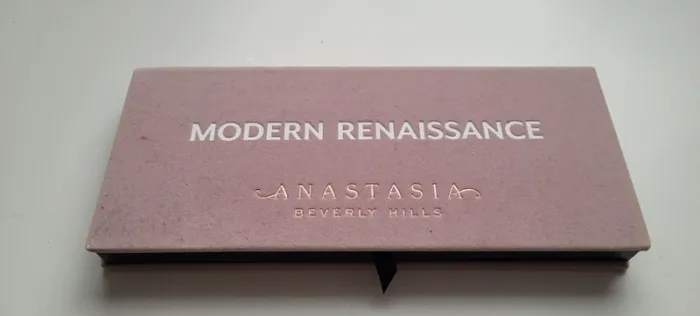 MODERN RENAISSANCE
ANASTASIA
BEVERLY HILLS